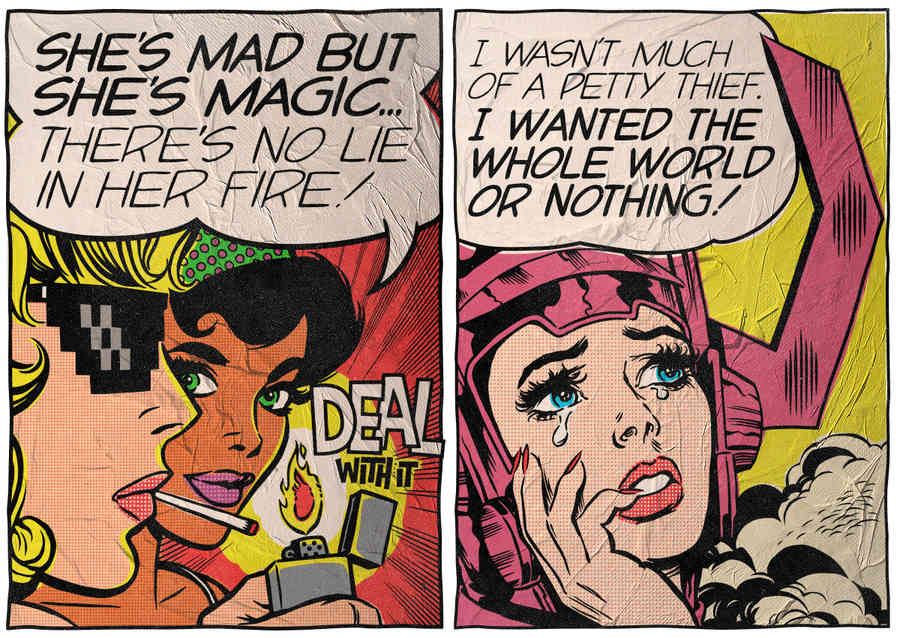 SHE'S MAD BUT
SHE'S MAGIC...
THERE'S NO LIE
IN HER FIRE!
DEAL
WITH IT
I WASN'T MUCH
OF A PETTY THIEF.
I WANTED THE
WHOLE WORLD
OR NOTHING!